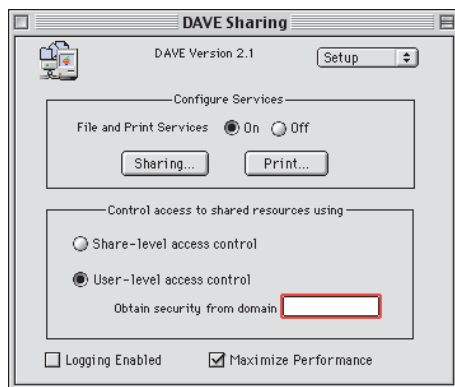 DAVE Sharing
DAVE Version 2.1
Setup
Configure Services
File and Print Services On Off
Sharing... Print...
Control access to shared resources using
Share-level access control
User-level access control
Obtain security from domain
Logging Enabled Maximize Performance